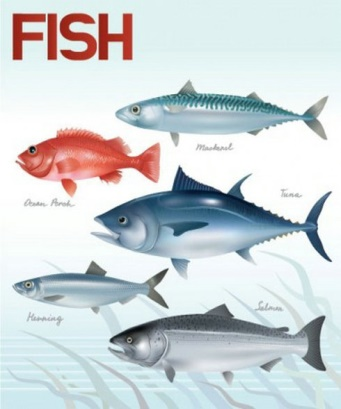 FISH
Mackerel
Ocean Perch
Tuna
Herring
Salmon